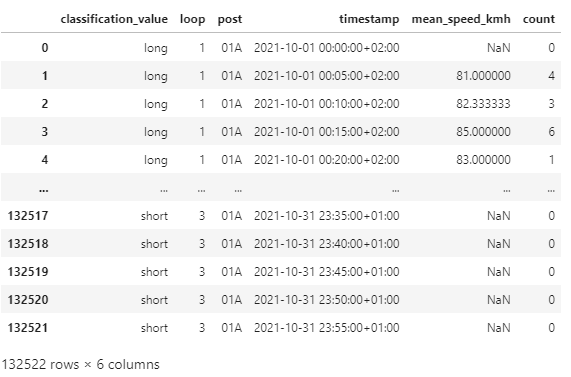 classification_value loop post timestamp mean_speed_kmh count
0 long 1 01A 2021-10-01 00:00:00+02:00 NaN 0
1 long 1 01A 2021-10-01 00:05:00+02:00 81.000000 4
2 long 1 01A 2021-10-01 00:10:00+02:00 82.333333 3
3 long 1 01A 2021-10-01 00:15:00+02:00 85.000000 6
4 long 1 01A 2021-10-01 00:20:00+02:00 83.000000 1
... ... ... ... ... ... ...
132517 short 3 01A 2021-10-31 23:35:00+01:00 NaN 0
132518 short 3 01A 2021-10-31 23:40:00+01:00 NaN 0
132519 short 3 01A 2021-10-31 23:45:00+01:00 NaN 0
132520 short 3 01A 2021-10-31 23:50:00+01:00 NaN 0
132521 short 3 01A 2021-10-31 23:55:00+01:00 NaN 0
132522 rows × 6 columns